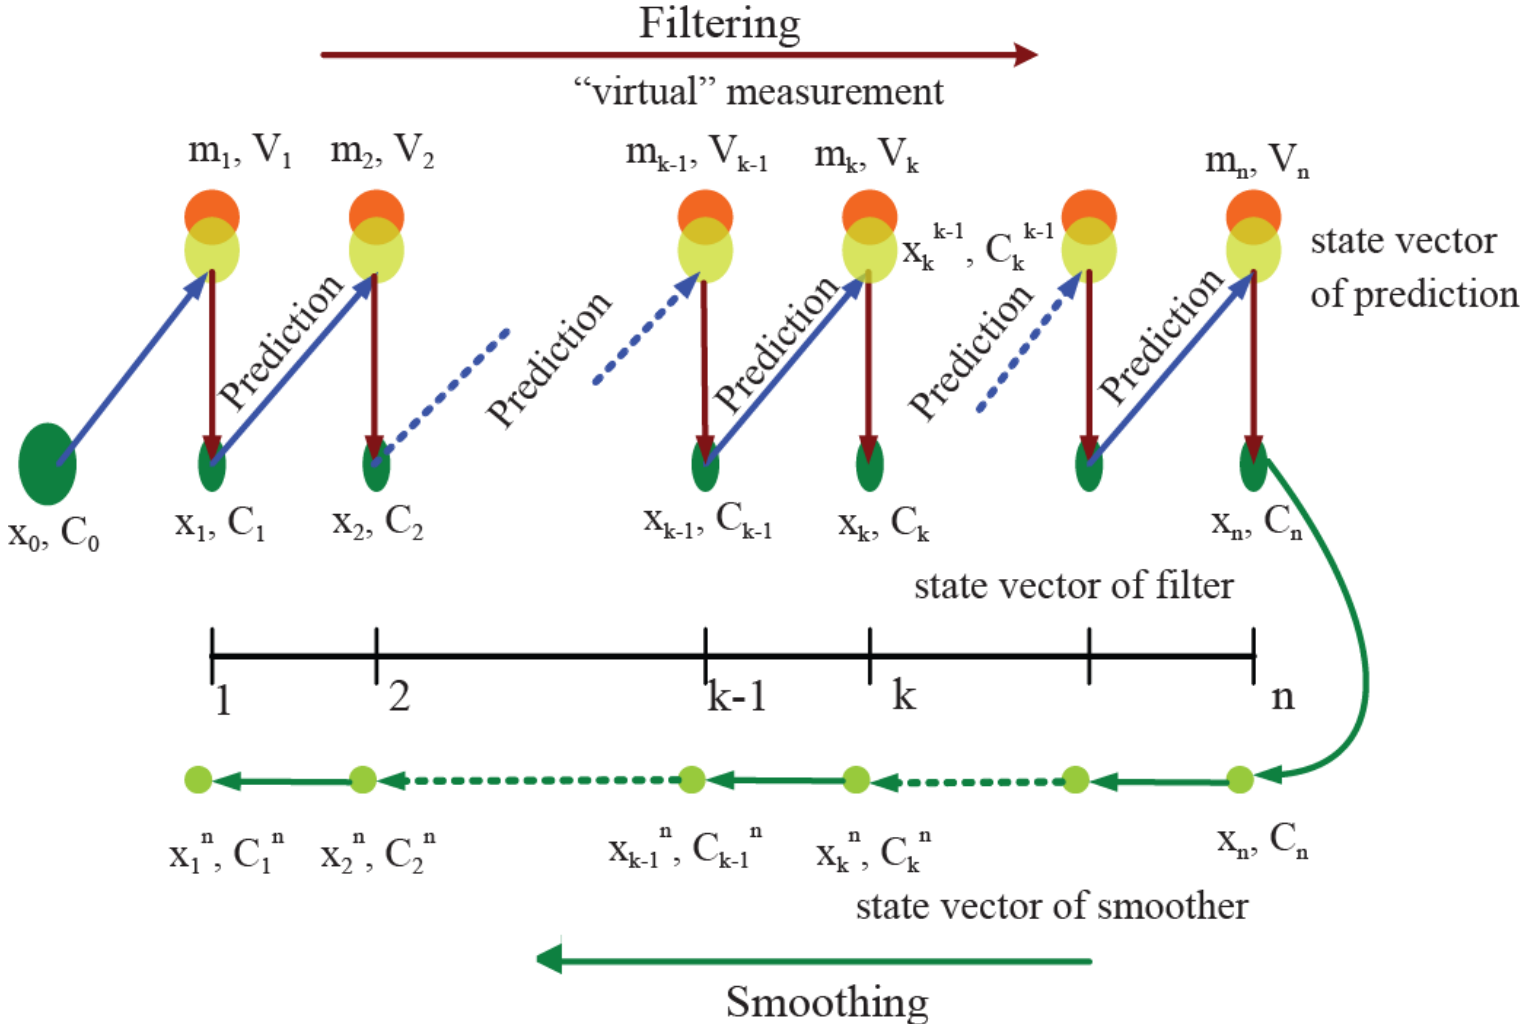 Filtering
“virtual” measurement
m₁, V₁
m₂, V₂
mₖ₋₁, Vₖ₋₁
mₖ, Vₖ
mₙ, Vₙ
xₖᵏ⁻¹, Cₖᵏ⁻¹
state vector
of prediction
Prediction
Prediction
Prediction
Prediction
Prediction
x₀, C₀
x₁, C₁
x₂, C₂
xₖ₋₁, Cₖ₋₁
xₖ, Cₖ
xₙ, Cₙ
state vector of filter
1
2
k-1
k
n
x₁ⁿ, C₁ⁿ
x₂ⁿ, C₂ⁿ
xₖ₋₁ⁿ, Cₖ₋₁ⁿ
xₖⁿ, Cₖⁿ
xₙ, Cₙ
state vector of smoother
Smoothing